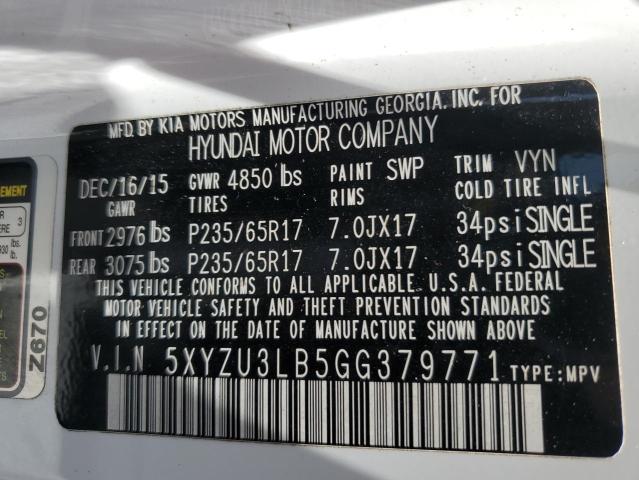 MFD. BY KIA MOTORS MANUFACTURING GEORGIA. INC. FOR
HYUNDAI MOTOR COMPANY
DEC/16/15 GVWR 4850 lbs PAINT SWP TRIM VYN
GAWR TIRES RIMS COLD TIRE INFL
FRONT 2976 lbs P235/65R17 7.0JX17 34psi SINGLE
REAR 3075 lbs P235/65R17 7.0JX17 34psi SINGLE
THIS VEHICLE CONFORMS TO ALL APPLICABLE U.S.A. FEDERAL
MOTOR VEHICLE SAFETY AND THEFT PREVENTION STANDARDS
IN EFFECT ON THE DATE OF MANUFACTURE SHOWN ABOVE.
V.I.N 5XYZU3LB5GG379771 TYPE:MPV
Z670
3
lbs.